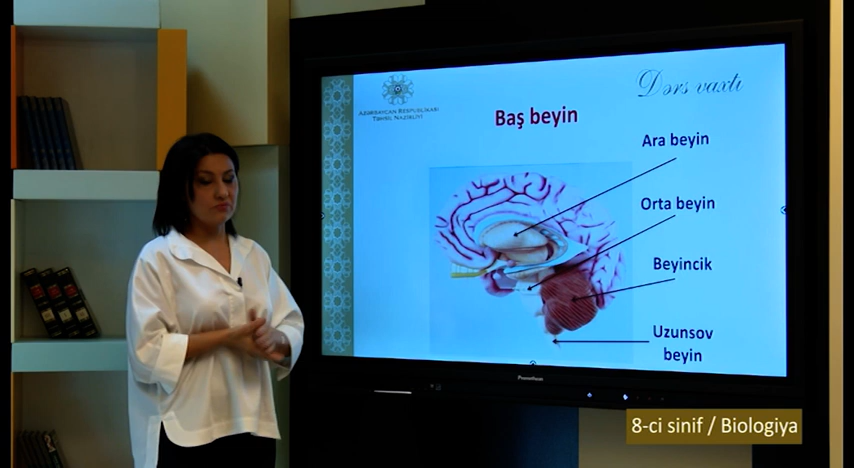 Dərs vaxtı
AZƏRBAYCAN RESPUBLİKASI
TƏHSİL NAZİRLİYİ
Baş beyin
Ara beyin
Orta beyin
Beyincik
Uzunsov
beyin
Promethean
8-ci sinif / Biologiya